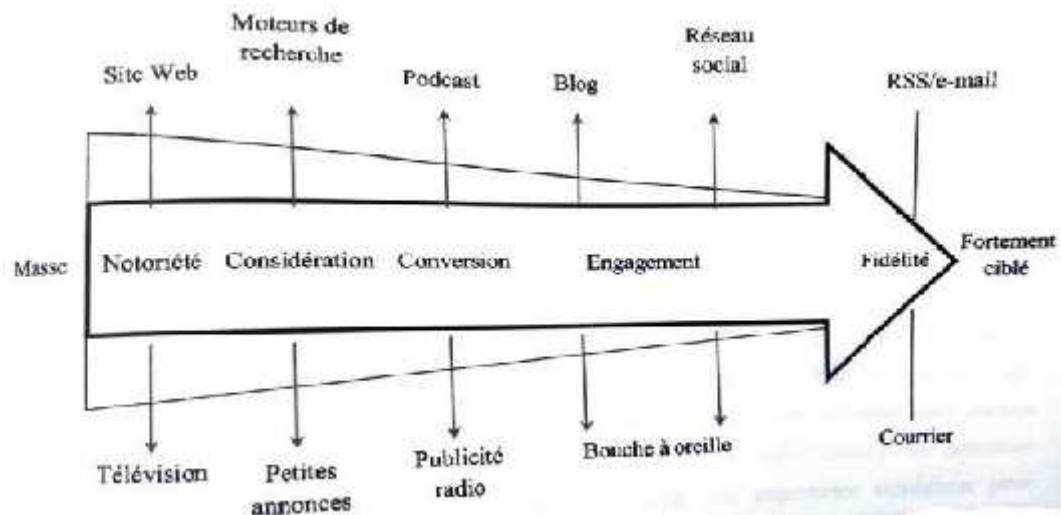 Moteurs de
recherche
Réseau
social
Site Web
Podcast
Blog
RSS/e-mail
Masse
Notoriété
Considération
Conversion
Engagement
Fidélité
Fortement
ciblé
Télévision
Petites
annonces
Publicité
radio
Bouche à oreille
Courrier